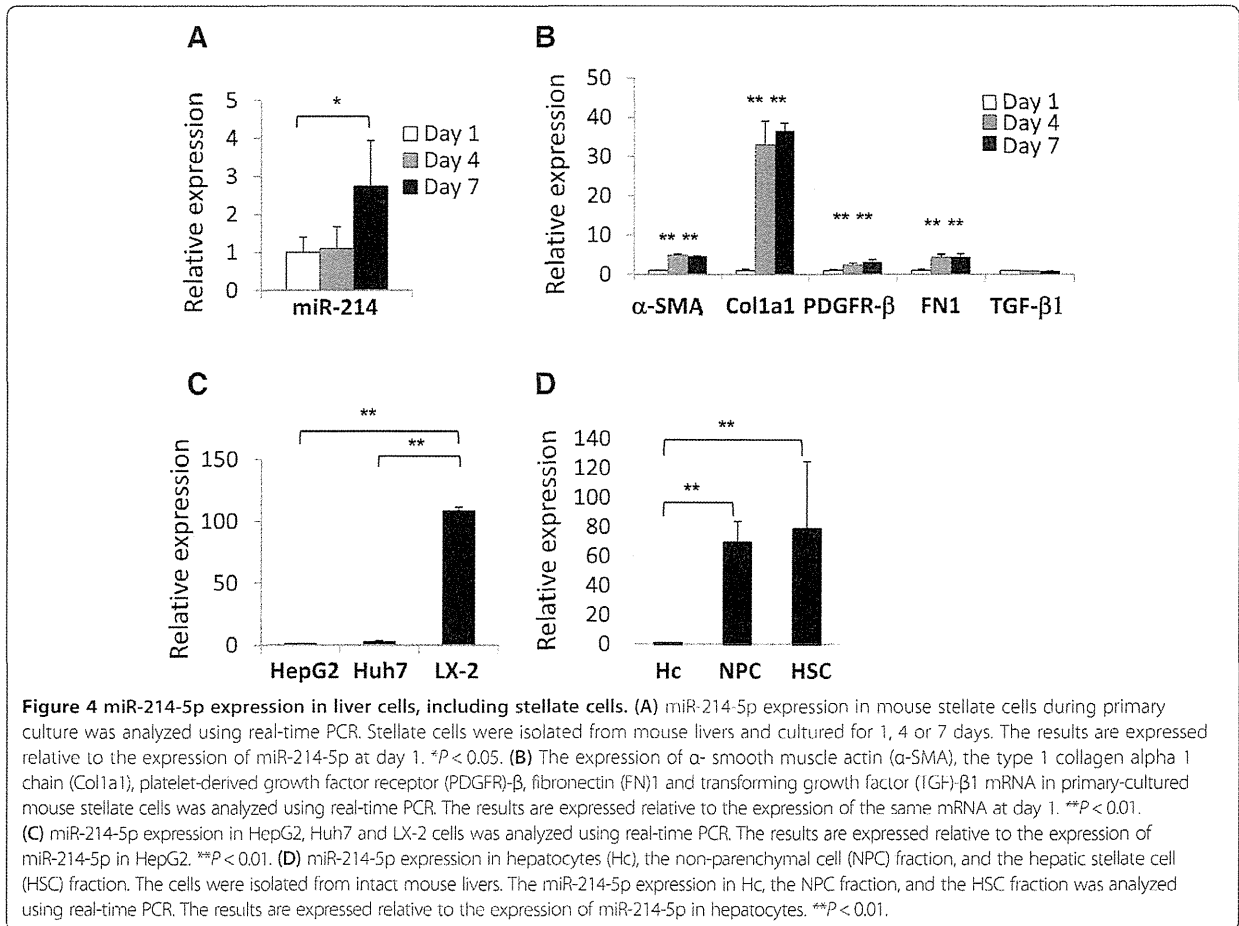 A
Relative expression
5
4
3
2
1
0
*
Day 1
Day 4
Day 7
miR-214
B
Relative expression
50
40
30
20
10
0
** **
** **
** **
** **
Day 1
Day 4
Day 7
α-SMA Col1a1 PDGFR-β FN1 TGF-β1
C
Relative expression
150
100
50
0
**
**
HepG2 Huh7 LX-2
D
Relative expression
140
120
100
80
60
40
20
0
**
**
Hc NPC HSC
Figure 4 miR-214-5p expression in liver cells, including stellate cells. (A) miR-214-5p expression in mouse stellate cells during primary
culture was analyzed using real-time PCR. Stellate cells were isolated from mouse livers and cultured for 1, 4 or 7 days. The results are expressed
relative to the expression of miR-214-5p at day 1. *P < 0.05. (B) The expression of α- smooth muscle actin (α-SMA), the type 1 collagen alpha 1
chain (Col1a1), platelet-derived growth factor receptor (PDGFR)-β, fibronectin (FN)1 and transforming growth factor (TGF)-β1 mRNA in primary-cultured
mouse stellate cells was analyzed using real-time PCR. The results are expressed relative to the expression of the same mRNA at day 1. **P < 0.01.
(C) miR-214-5p expression in HepG2, Huh7 and LX-2 cells was analyzed using real-time PCR. The results are expressed relative to the expression of
miR-214-5p in HepG2. **P < 0.01. (D) miR-214-5p expression in hepatocytes (Hc), the non-parenchymal cell (NPC) fraction, and the hepatic stellate cell
(HSC) fraction. The cells were isolated from intact mouse livers. The miR-214-5p expression in Hc, the NPC fraction, and the HSC fraction was analyzed
using real-time PCR. The results are expressed relative to the expression of miR-214-5p in hepatocytes. **P < 0.01.